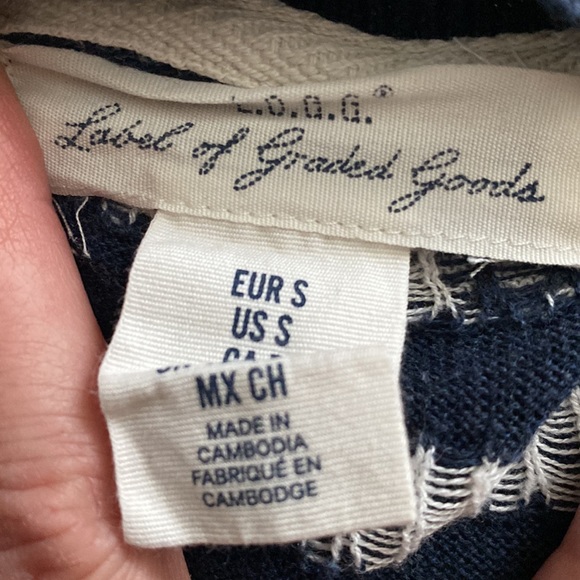 L.O.G.G.®
Label of Graded Goods
EUR S
US S
MX CH
MADE IN
CAMBODIA
FABRIQUÉ EN
CAMBODGE